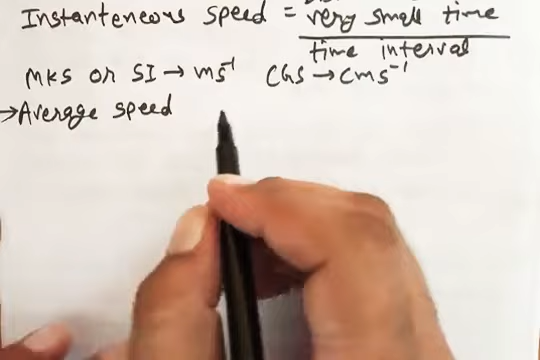 Instanteneous speed = very small time
time interval
MKS or SI → ms⁻¹ CGS → cms⁻¹
→ Average speed